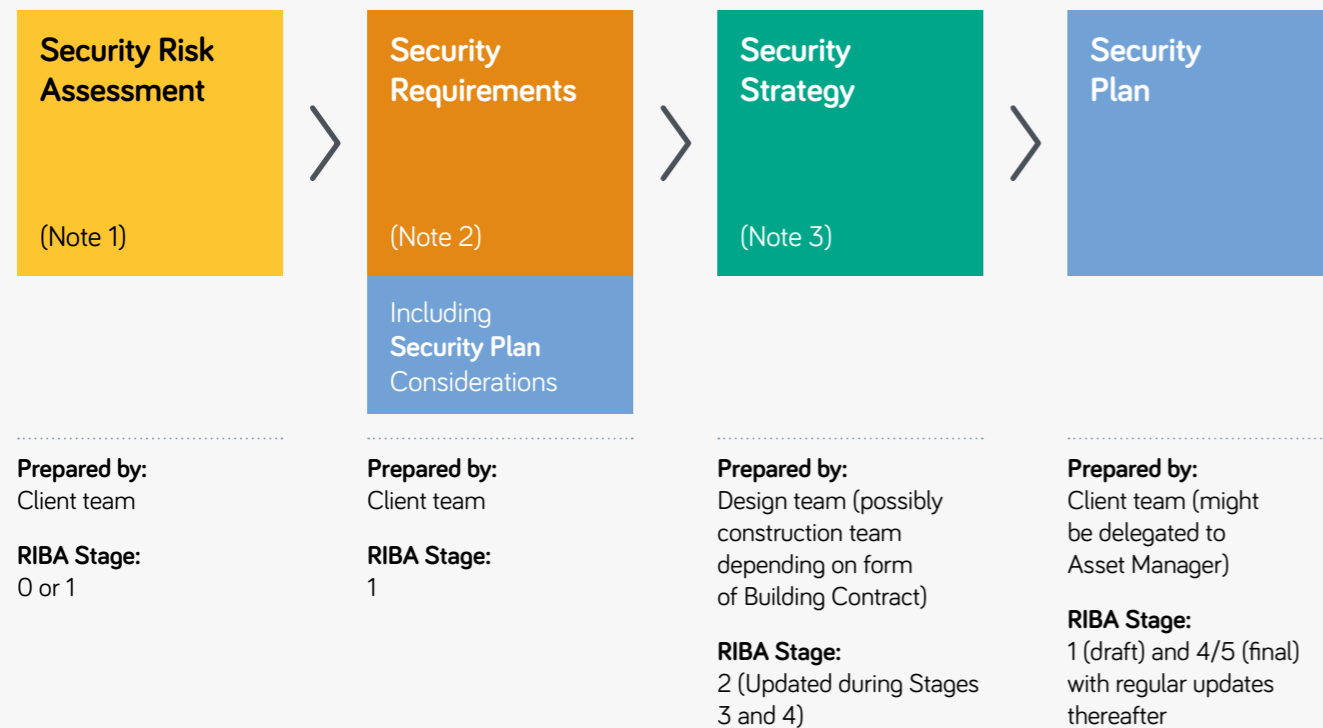 Security Risk
Assessment
(Note 1)
Security
Requirements
(Note 2)
Including
Security Plan
Considerations
Security
Strategy
(Note 3)
Security
Plan
Prepared by:
Client team
RIBA Stage:
0 or 1
Prepared by:
Client team
RIBA Stage:
1
Prepared by:
Design team (possibly
construction team
depending on form
of Building Contract)
RIBA Stage:
2 (Updated during Stages
3 and 4)
Prepared by:
Client team (might
be delegated to
Asset Manager)
RIBA Stage:
1 (draft) and 4/5 (final)
with regular updates
thereafter